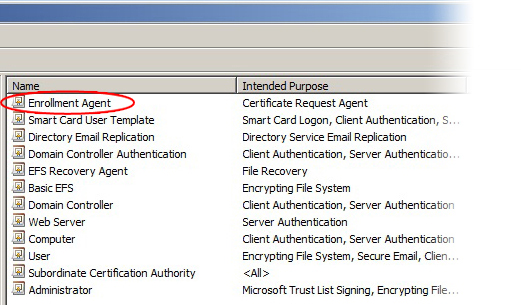 Name Intended Purpose
Enrollment Agent Certificate Request Agent
Smart Card User Template Smart Card Logon, Client Authentication, S...
Directory Email Replication Directory Service Email Replication
Domain Controller Authentication Client Authentication, Server Authenticatio...
EFS Recovery Agent File Recovery
Basic EFS Encrypting File System
Domain Controller Client Authentication, Server Authentication
Web Server Server Authentication
Computer Client Authentication, Server Authentication
User Encrypting File System, Secure Email, Clien...
Subordinate Certification Authority <All>
Administrator Microsoft Trust List Signing, Encrypting File...